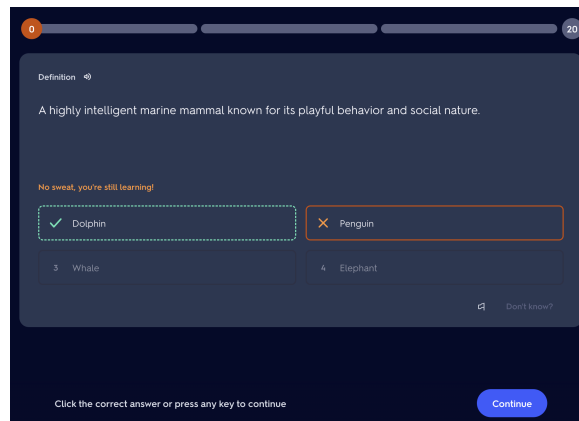 0
20
Definition
A highly intelligent marine mammal known for its playful behavior and social nature.
No sweat, you're still learning!
Dolphin
Penguin
3 Whale
4 Elephant
Don't know?
Click the correct answer or press any key to continue
Continue